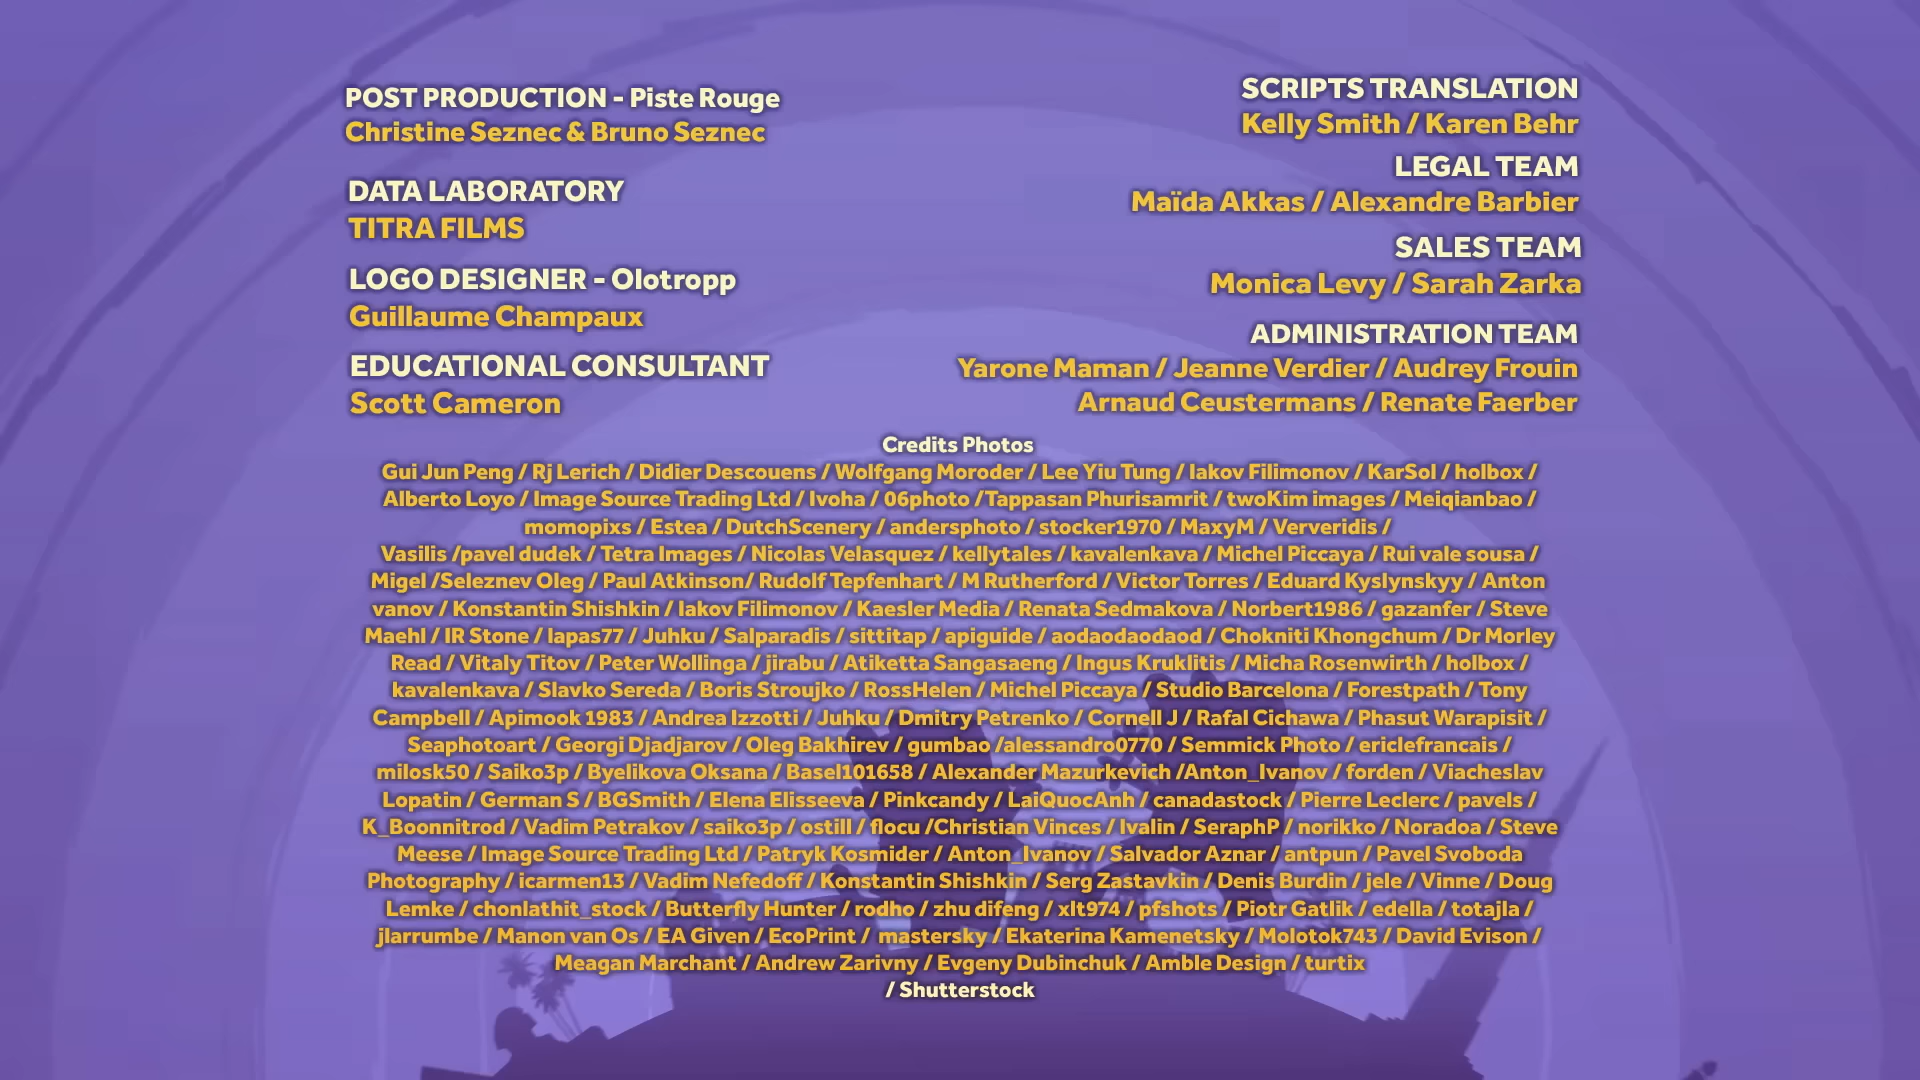 POST PRODUCTION - Piste Rouge
Christine Seznec & Bruno Seznec
DATA LABORATORY
TITRA FILMS
LOGO DESIGNER - Olotropp
Guillaume Champaux
EDUCATIONAL CONSULTANT
Scott Cameron
SCRIPTS TRANSLATION
Kelly Smith / Karen Behr
LEGAL TEAM
Maïda Akkas / Alexandre Barbier
SALES TEAM
Monica Levy / Sarah Zarka
ADMINISTRATION TEAM
Yarone Maman / Jeanne Verdier / Audrey Frouin
Arnaud Ceustermans / Renate Faerber
Credits Photos
Gui Jun Peng / Rj Lerich / Didier Descouens / Wolfgang Moroder / Lee Yiu Tung / Iakov Filimonov / KarSol / holbox /
Alberto Loyo / Image Source Trading Ltd / Ivoha / 06photo /Tappasan Phurisamrit / twoKim images / Meiqianbao /
momopixs / Estea / DutchScenery / andersphoto / stocker1970 / MaxyM / Ververidis /
Vasilis /pavel dudek / Tetra Images / Nicolas Velasquez / kellytales / kavalenkava / Michel Piccaya / Rui vale sousa /
Migel /Seleznev Oleg / Paul Atkinson/ Rudolf Tepfenhart / M Rutherford / Victor Torres / Eduard Kyslynskyy / Anton
vanov / Konstantin Shishkin / Iakov Filimonov / Kaesler Media / Renata Sedmakova / Norbert1986 / gazanfer / Steve
Maehl / IR Stone / lapas77 / Juhku / Salparadis / sittitap / apiguide / aodaodaodaod / Chokniti Khongchum / Dr Morley
Read / Vitaly Titov / Peter Wollinga / jirabu / Atiketta Sangasaeng / Ingus Kruklitis / Micha Rosenwirth / holbox /
kavalenkava / Slavko Sereda / Boris Stroujko / RossHelen / Michel Piccaya / Studio Barcelona / Forestpath / Tony
Campbell / Apimook 1983 / Andrea Izzotti / Juhku / Dmitry Petrenko / Cornell J / Rafal Cichawa / Phasut Warapisit /
Seaphotoart / Georgi Djadjarov / Oleg Bakhirev / gumbao /alessandro0770 / Semmick Photo / ericlefrancais /
milosk50 / Saiko3p / Byelikova Oksana / Basel101658 / Alexander Mazurkevich /Anton_Ivanov / forden / Viacheslav
Lopatin / German S / BGSmith / Elena Elisseeva / Pinkcandy / LaiQuocAnh / canadastock / Pierre Leclerc / pavels /
K_Boonnitrod / Vadim Petrakov / saiko3p / ostill / flocu /Christian Vinces / Ivalin / SeraphP / norikko / Noradoa / Steve
Meese / Image Source Trading Ltd / Patryk Kosmider / Anton_Ivanov / Salvador Aznar / antpun / Pavel Svoboda
Photography / icarmen13 / Vadim Nefedoff / Konstantin Shishkin / Serg Zastavkin / Denis Burdin / jele / Vinne / Doug
Lemke / chonlathit_stock / Butterfly Hunter / rodho / zhu difeng / xlt974 / pfshots / Piotr Gatlik / edella / totajla /
jlarrumbe / Manon van Os / EA Given / EcoPrint / mastersky / Ekaterina Kamenetsky / Molotok743 / David Evison /
Meagan Marchant / Andrew Zarivny / Evgeny Dubinchuk / Amble Design / turtix
/ Shutterstock